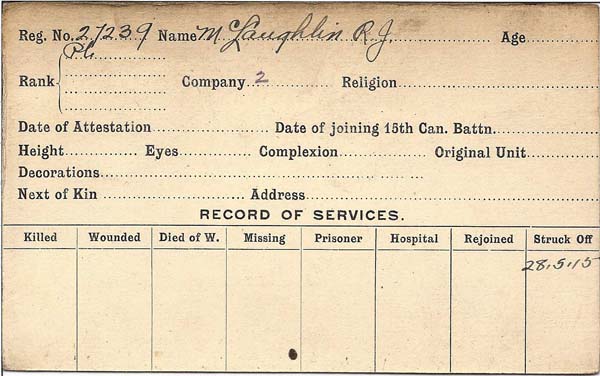 Reg. No. 27239 Name McLaughlin R. J. Age
Rank Pte Company 2 Religion
Date of Attestation Date of joining 15th Can. Battn.
Height Eyes Complexion Original Unit
Decorations
Next of Kin Address
RECORD OF SERVICES.
Killed Wounded Died of W. Missing Prisoner Hospital Rejoined Struck Off
28.5.15